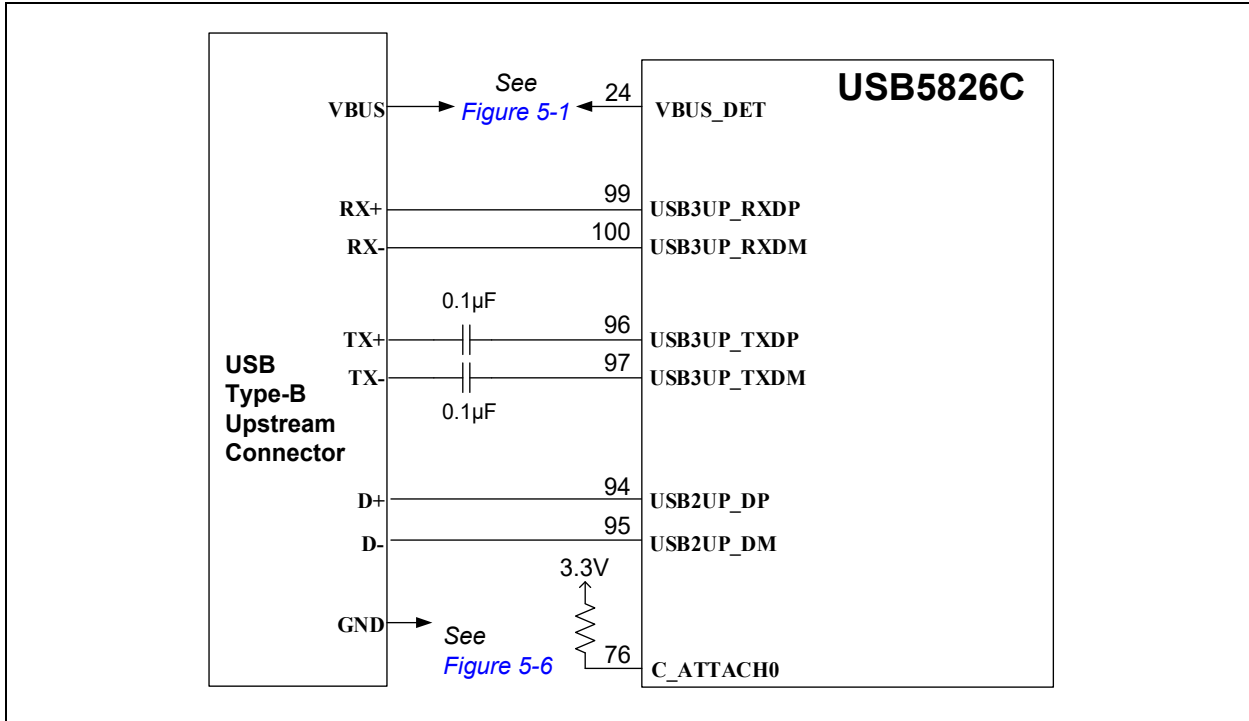 USB5826C
VBUS
See
Figure 5-1
24
VBUS_DET
RX+
99
USB3UP_RXDP
RX-
100
USB3UP_RXDM
0.1µF
TX+
96
USB3UP_TXDP
TX-
97
USB3UP_TXDM
0.1µF
USB
Type-B
Upstream
Connector
D+
94
USB2UP_DP
D-
95
USB2UP_DM
3.3V
GND
See
Figure 5-6
76
C_ATTACH0